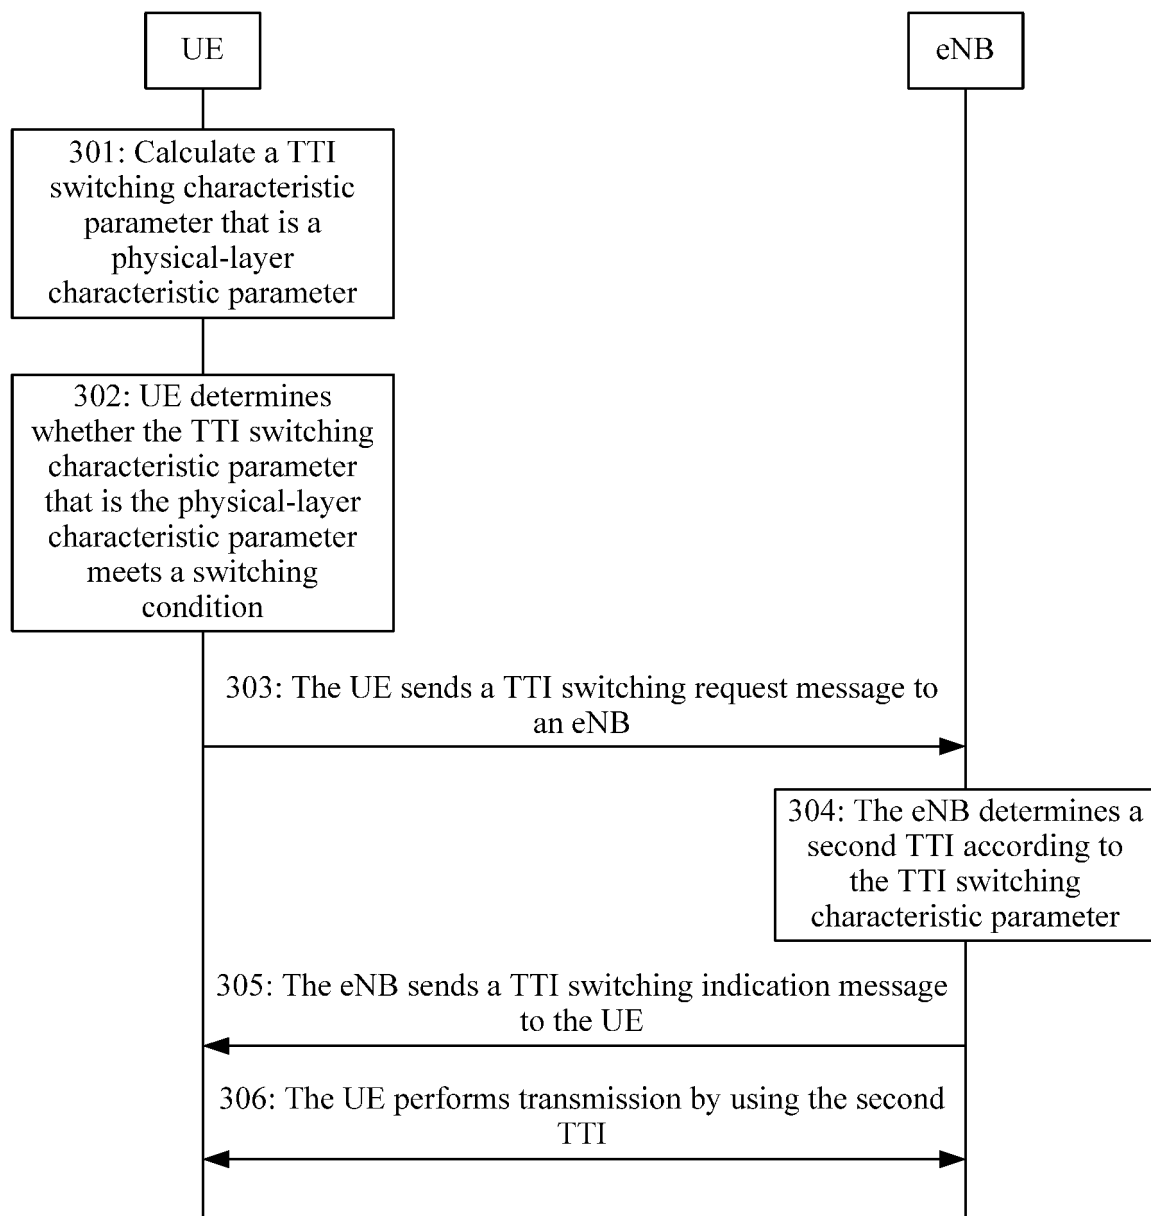 UE
eNB
301: Calculate a TTI
switching characteristic
parameter that is a
physical-layer
characteristic parameter
302: UE determines
whether the TTI switching
characteristic parameter
that is the physical-layer
characteristic parameter
meets a switching
condition
303: The UE sends a TTI switching request message to
an eNB
304: The eNB determines a
second TTI according to
the TTI switching
characteristic parameter
305: The eNB sends a TTI switching indication message
to the UE
306: The UE performs transmission by using the second
TTI